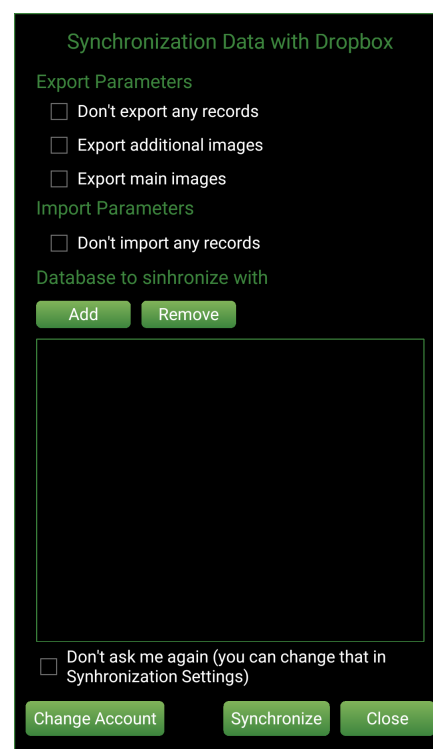 Synchronization Data with Dropbox
Export Parameters
Don't export any records
Export additional images
Export main images
Import Parameters
Don't import any records
Database to sinhronize with
Add Remove
Don't ask me again (you can change that in
Synhronization Settings)
Change Account Synchronize Close